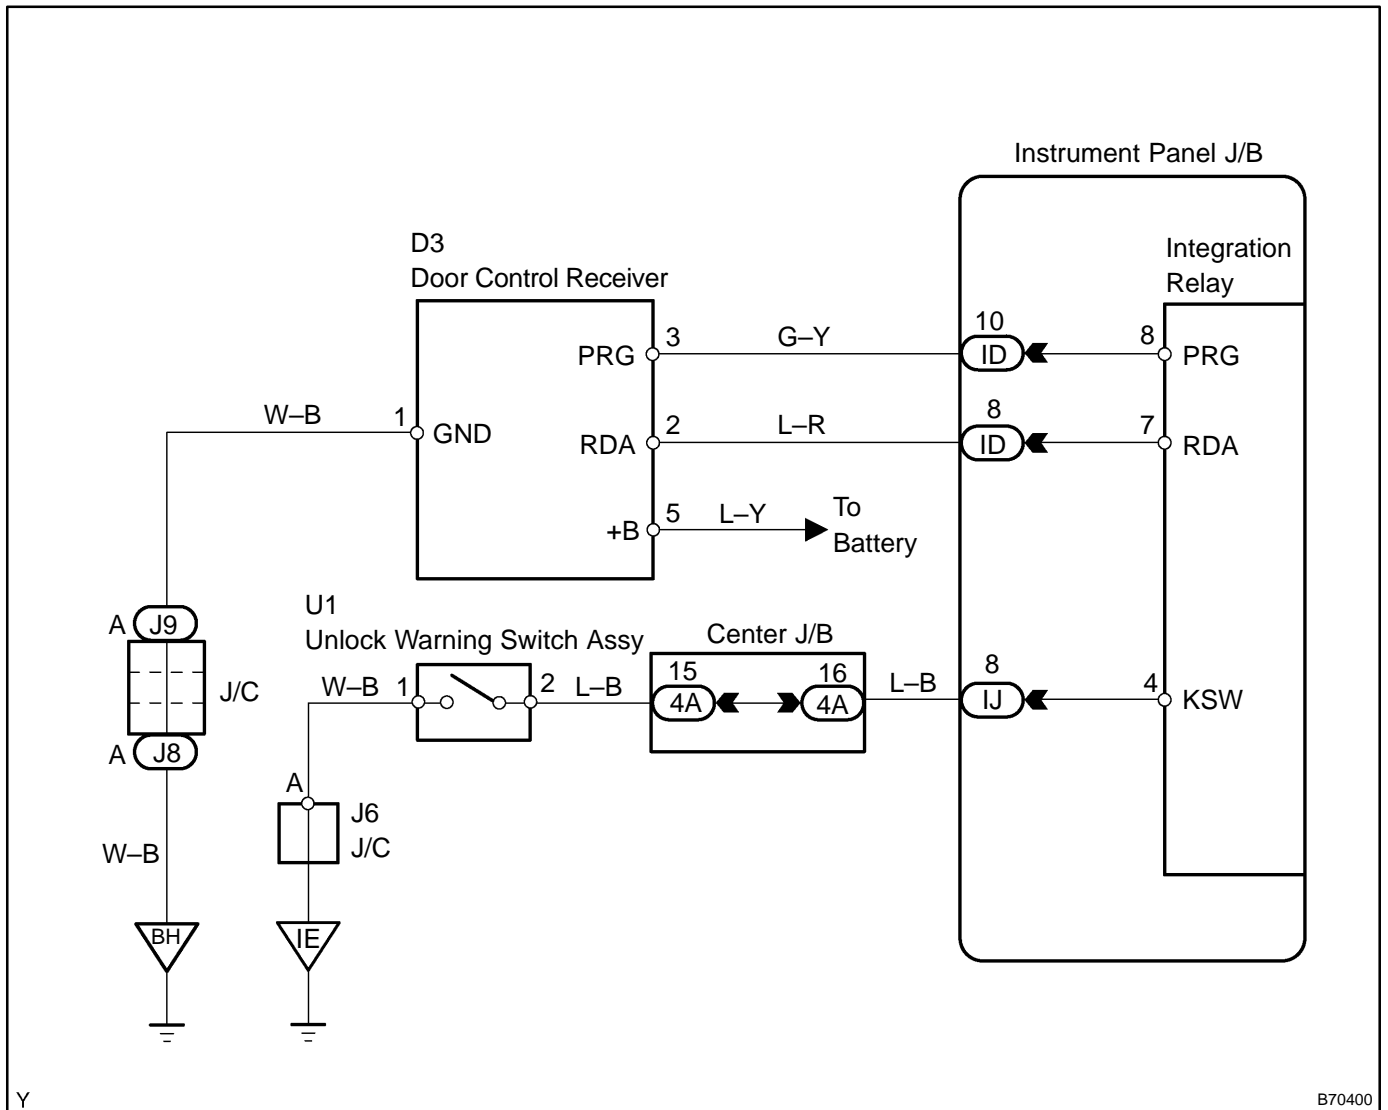 Instrument Panel J/B
D3
Door Control Receiver
Integration
Relay
PRG
3
G–Y
10
ID
8
PRG
W–B
1
GND
RDA
2
L–R
8
ID
7
RDA
+B
5
L–Y
To
Battery
A
J9
J/C
A
J8
W–B
BH
U1
Unlock Warning Switch Assy
Center J/B
W–B
1
2
L–B
15
4A
16
4A
L–B
8
IJ
4
KSW
A
J6
J/C
IE
Y
B70400